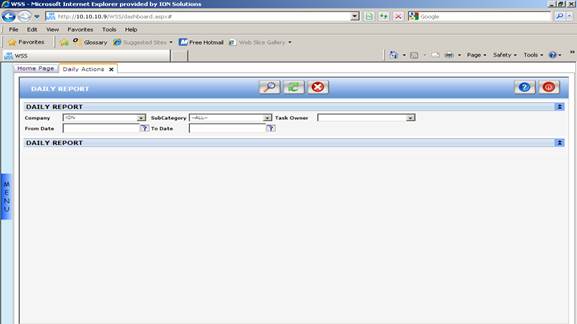 WSS - Microsoft Internet Explorer provided by ION Solutions
http://10.10.10.9/WSS/dashboard.aspx#
Google
File Edit View Favorites Tools Help
Favorites Glossary Suggested Sites Free Hotmail Web Slice Gallery
WSS
Page Safety Tools
Home Page Daily Actions
DAILY REPORT
DAILY REPORT
Company ION SubCategory --ALL-- Task Owner
From Date To Date
DAILY REPORT
MENU